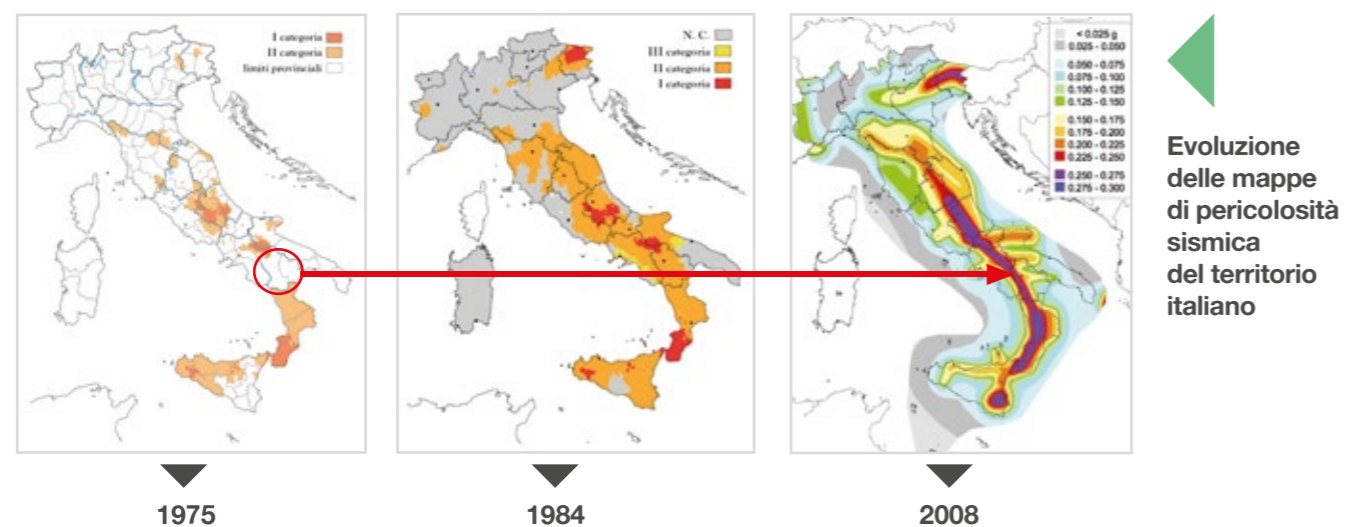 I categoria
II categoria
limiti provinciali
N. C.
III categoria
II categoria
I categoria
< 0.025 g
0.025 - 0.050
0.050 - 0.075
0.075 - 0.100
0.100 - 0.125
0.125 - 0.150
0.150 - 0.175
0.175 - 0.200
0.200 - 0.225
0.225 - 0.250
0.250 - 0.275
0.275 - 0.300
Evoluzione
delle mappe
di pericolosità
sismica
del territorio
italiano
1975
1984
2008